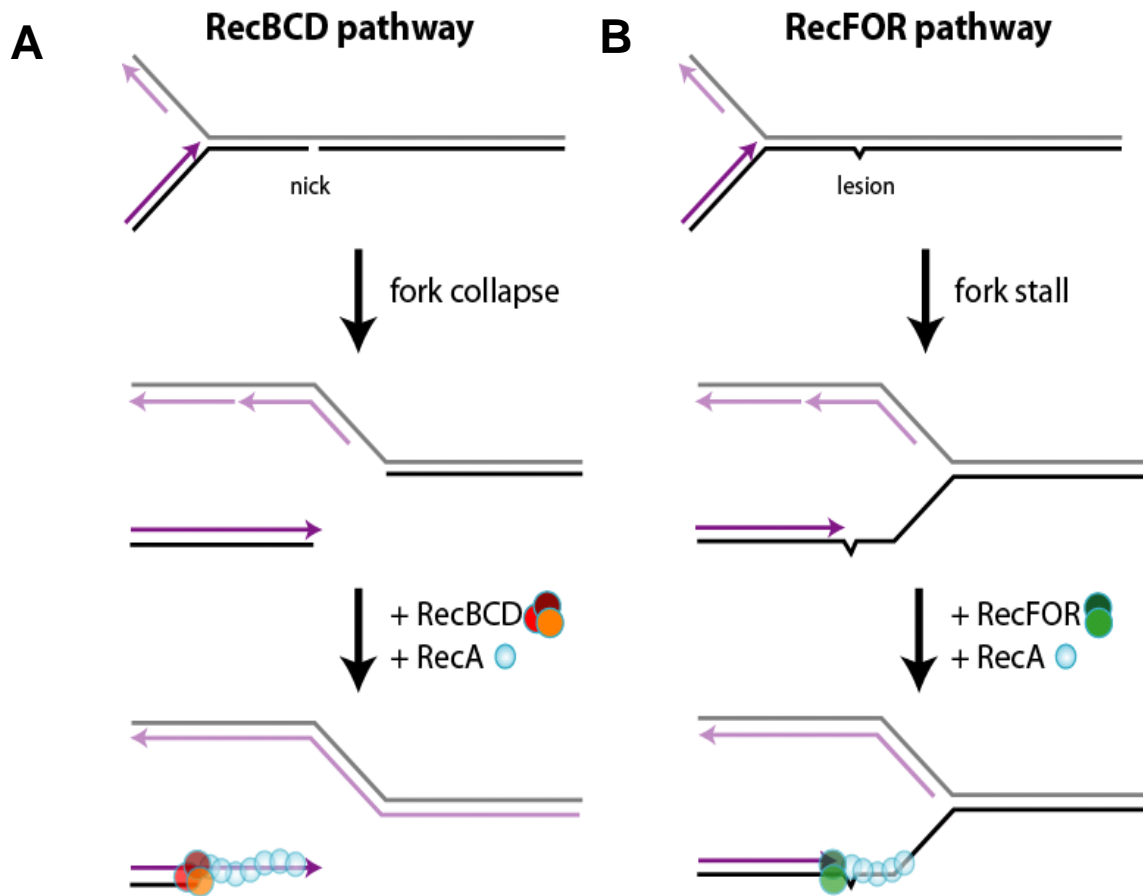 A
RecBCD pathway
nick
fork collapse
+ RecBCD
+ RecA
B
RecFOR pathway
lesion
fork stall
+ RecFOR
+ RecA